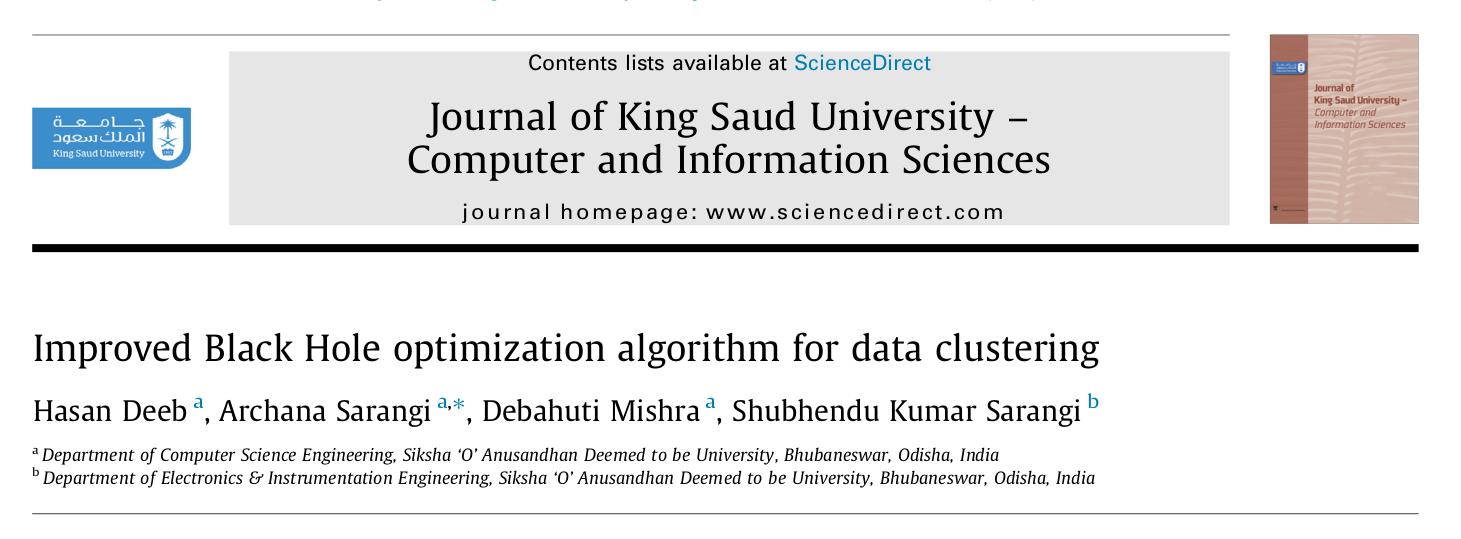 Contents lists available at ScienceDirect
Journal of King Saud University –
Computer and Information Sciences
journal homepage: www.sciencedirect.com
جامعة
الملك سعود
King Saud University
Journal of
King Saud University –
Computer and
Information Sciences
Improved Black Hole optimization algorithm for data clustering
Hasan Deeb a, Archana Sarangi a,*, Debahuti Mishra a, Shubhendu Kumar Sarangi b
a Department of Computer Science Engineering, Siksha ‘O’ Anusandhan Deemed to be University, Bhubaneswar, Odisha, India
b Department of Electronics & Instrumentation Engineering, Siksha ‘O’ Anusandhan Deemed to be University, Bhubaneswar, Odisha, India